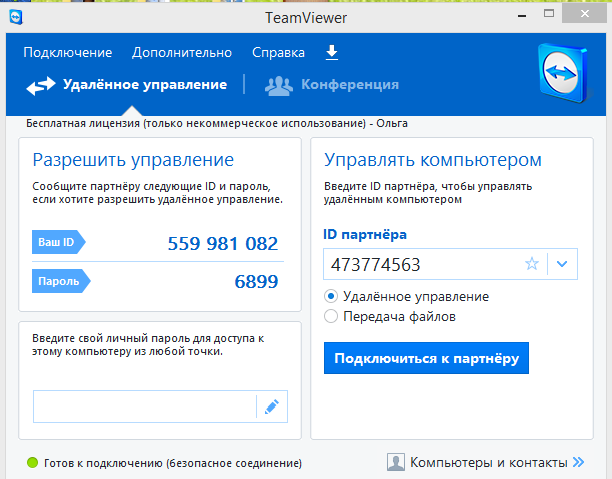 TeamViewer
Подключение Дополнительно Справка
Удалённое управление Конференция
Бесплатная лицензия (только некоммерческое использование) - Ольга
Разрешить управление
Сообщите партнёру следующие ID и пароль,
если хотите разрешить удалённое управление.
Ваш ID 559 981 082
Пароль 6899
Введите свой личный пароль для доступа к
этому компьютеру из любой точки.
Управлять компьютером
Введите ID партнёра, чтобы управлять
удалённым компьютером
ID партнёра
473774563
Удалённое управление
Передача файлов
Подключиться к партнёру
Готов к подключению (безопасное соединение)
Компьютеры и контакты